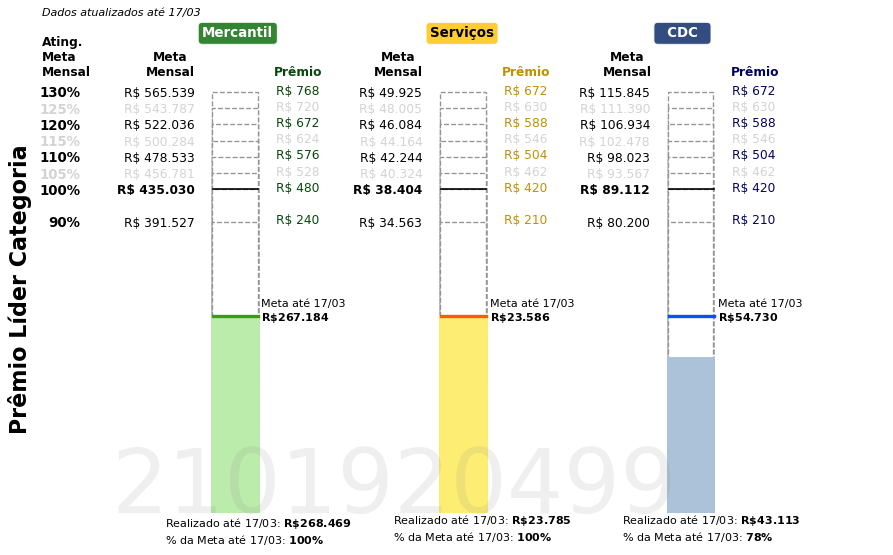 Dados atualizados até 17/03
Mercantil Serviços CDC
Ating. Meta Mensal Meta Mensal Prêmio Meta Mensal Prêmio Meta Mensal Prêmio
130% R$ 565.539 R$ 768 R$ 49.925 R$ 672 R$ 115.845 R$ 672
125% R$ 543.787 R$ 720 R$ 48.005 R$ 630 R$ 111.390 R$ 630
120% R$ 522.036 R$ 672 R$ 46.084 R$ 588 R$ 106.934 R$ 588
115% R$ 500.284 R$ 624 R$ 44.164 R$ 546 R$ 102.478 R$ 546
110% R$ 478.533 R$ 576 R$ 42.244 R$ 504 R$ 98.023 R$ 504
105% R$ 456.781 R$ 528 R$ 40.324 R$ 462 R$ 93.567 R$ 462
100% R$ 435.030 R$ 480 R$ 38.404 R$ 420 R$ 89.112 R$ 420
90% R$ 391.527 R$ 240 R$ 34.563 R$ 210 R$ 80.200 R$ 210
Prêmio Líder Categoria
Meta até 17/03 Meta até 17/03 Meta até 17/03
R$267.184 R$23.586 R$54.730
2101920499
Realizado até 17/03: R$268.469 Realizado até 17/03: R$23.785 Realizado até 17/03: R$43.113
% da Meta até 17/03: 100% % da Meta até 17/03: 100% % da Meta até 17/03: 78%